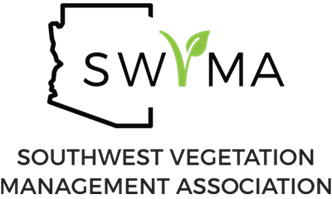 SWVMA
SOUTHWEST VEGETATION
MANAGEMENT ASSOCIATION